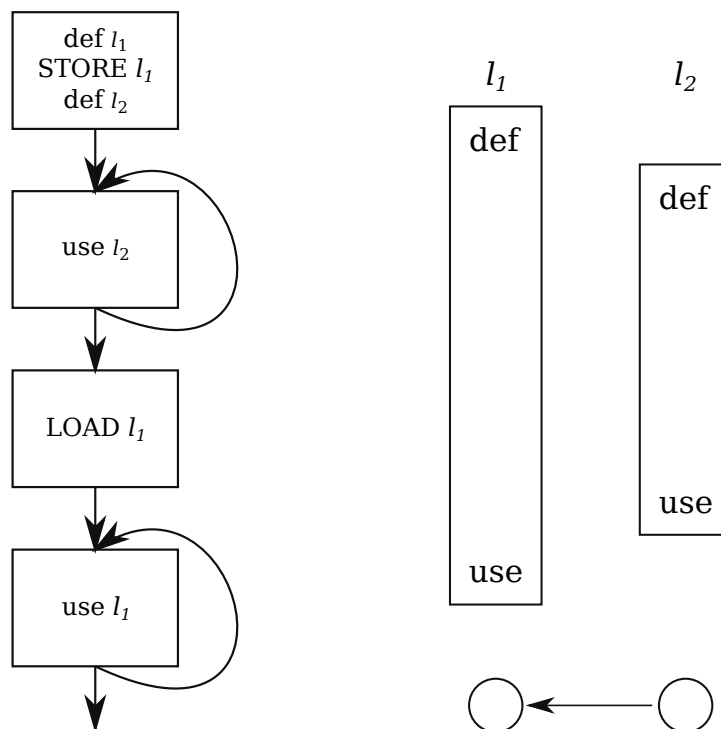 def l₁
STORE l₁
def l₂
use l₂
LOAD l₁
use l₁
l₁
l₂
def
def
use
use